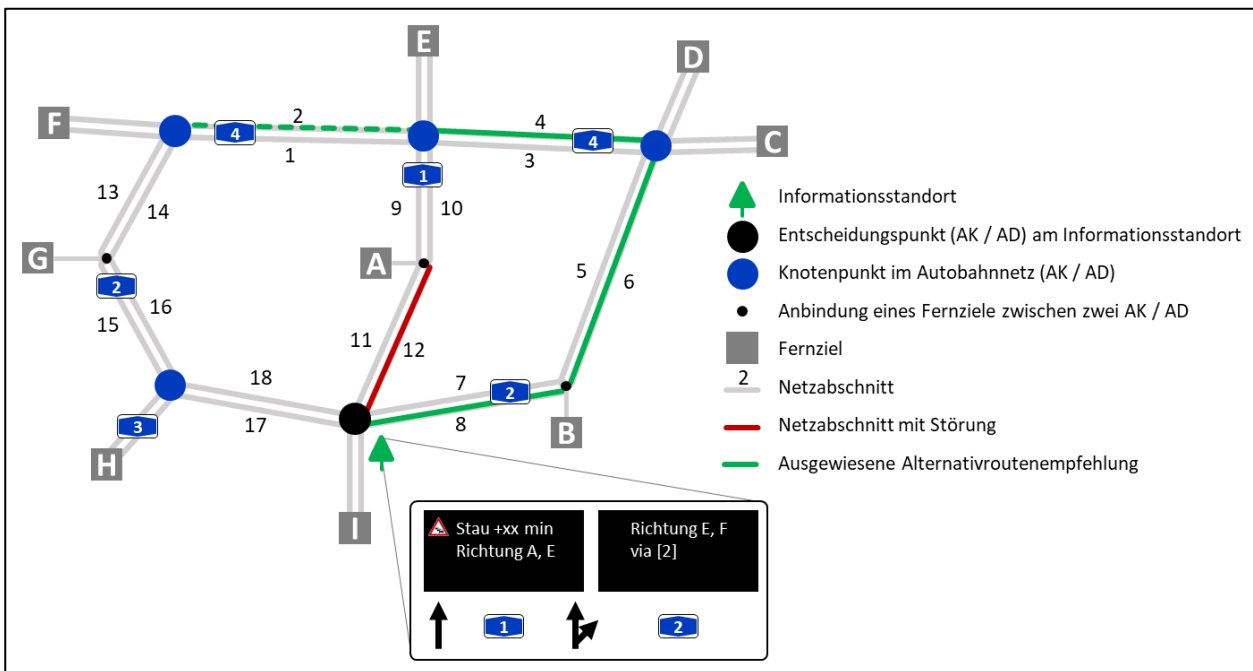 E
D
F
2
4
4
4
C
1
3
1
13
14
9
10
G
A
2
5
6
16
15
11
12
18
7
2
17
8
B
3
H
I
Informationsstandort
Entscheidungspunkt (AK / AD) am Informationsstandort
Knotenpunkt im Autobahnnetz (AK / AD)
Anbindung eines Fernziele zwischen zwei AK / AD
Fernziel
2
Netzabschnitt
Netzabschnitt mit Störung
Ausgewiesene Alternativroutenempfehlung
Stau +xx min
Richtung A, E
Richtung E, F
via [2]
1
2